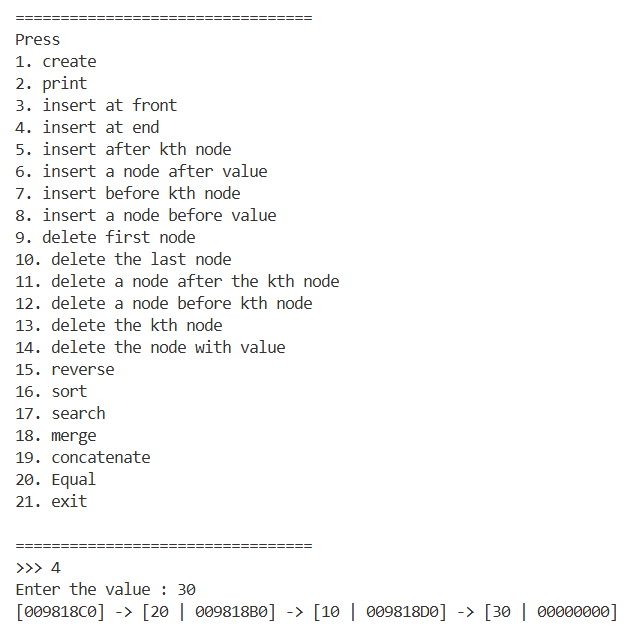 =================================
Press
1. create
2. print
3. insert at front
4. insert at end
5. insert after kth node
6. insert a node after value
7. insert before kth node
8. insert a node before value
9. delete first node
10. delete the last node
11. delete a node after the kth node
12. delete a node before kth node
13. delete the kth node
14. delete the node with value
15. reverse
16. sort
17. search
18. merge
19. concatenate
20. Equal
21. exit
=================================
>>> 4
Enter the value : 30
[009818C0] -> [20 | 009818B0] -> [10 | 009818D0] -> [30 | 00000000]